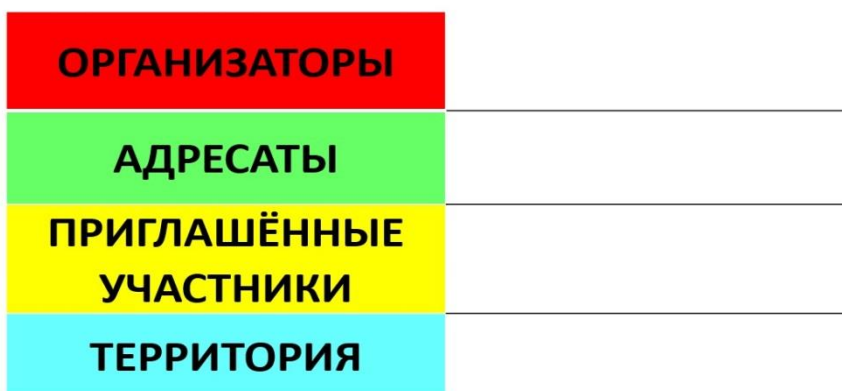 ОРГАНИЗАТОРЫ
АДРЕСАТЫ
ПРИГЛАШЁННЫЕ
УЧАСТНИКИ
ТЕРРИТОРИЯ